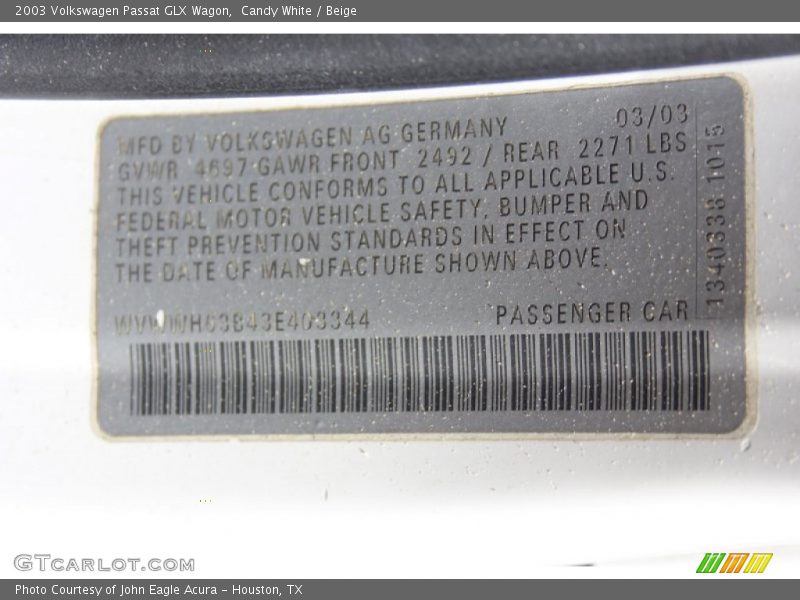 2003 Volkswagen Passat GLX Wagon,  Candy White / Beige
03/03
MFD BY VOLKSWAGEN AG GERMANY
GVWR 4697 GAWR FRONT 2492 / REAR 2271 LBS
THIS VEHICLE CONFORMS TO ALL APPLICABLE U.S.
FEDERAL MOTOR VEHICLE SAFETY, BUMPER AND
THEFT PREVENTION STANDARDS IN EFFECT ON
THE DATE OF MANUFACTURE SHOWN ABOVE.
WVWWH63B43E403344
PASSENGER CAR
1340338 1015
GTCARLOT.COM
Photo Courtesy of John Eagle Acura - Houston, TX